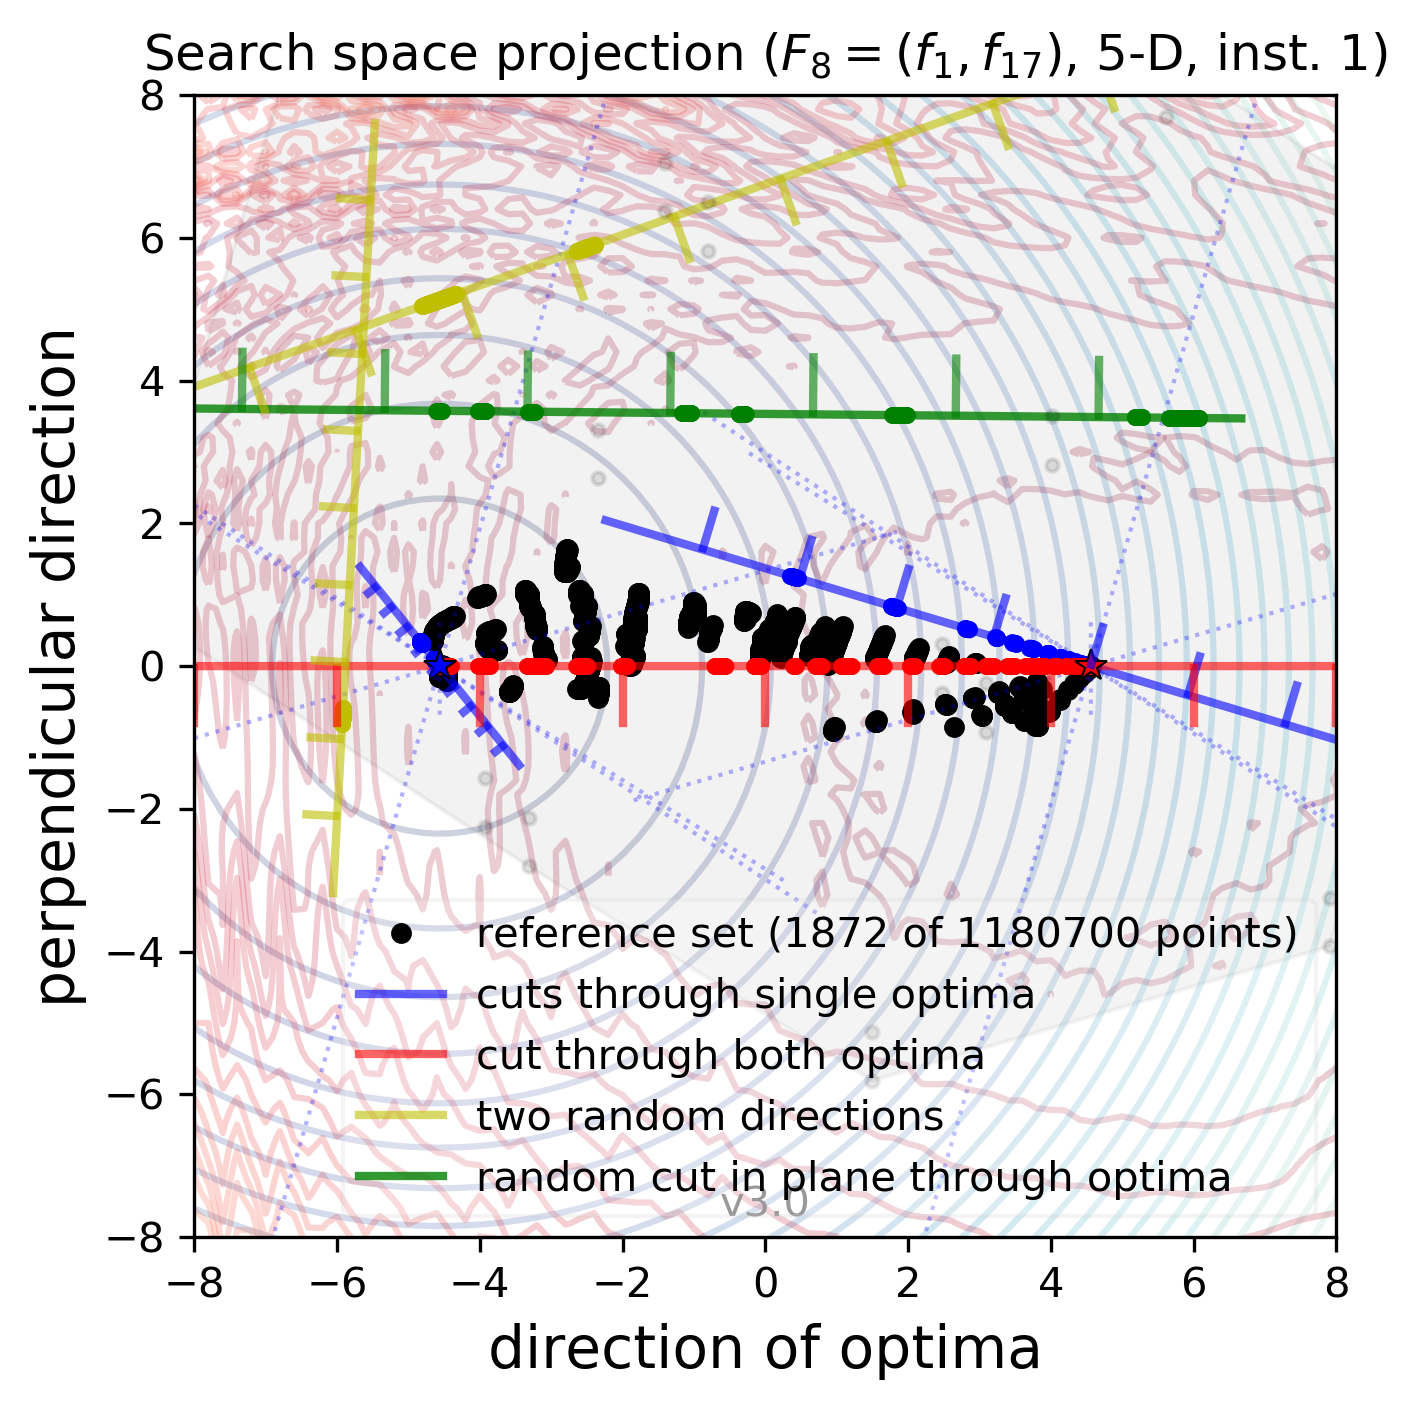 Search space projection (F₈ = (f₁, f₁₇), 5-D, inst. 1)
8
6
4
2
0
−2
−4
−6
−8
perpendicular direction
reference set (1872 of 1180700 points)
cuts through single optima
cut through both optima
two random directions
random cut in plane through optima
v3.0
−8 −6 −4 −2 0 2 4 6 8
direction of optima